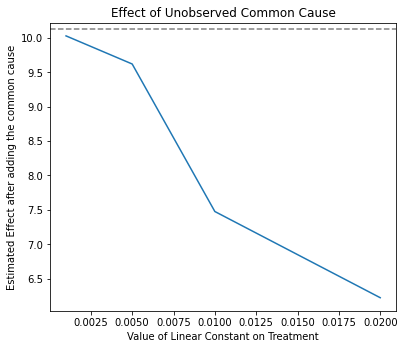 Effect of Unobserved Common Cause
Estimated Effect after adding the common cause
10.0
9.5
9.0
8.5
8.0
7.5
7.0
6.5
0.0025 0.0050 0.0075 0.0100 0.0125 0.0150 0.0175 0.0200
Value of Linear Constant on Treatment